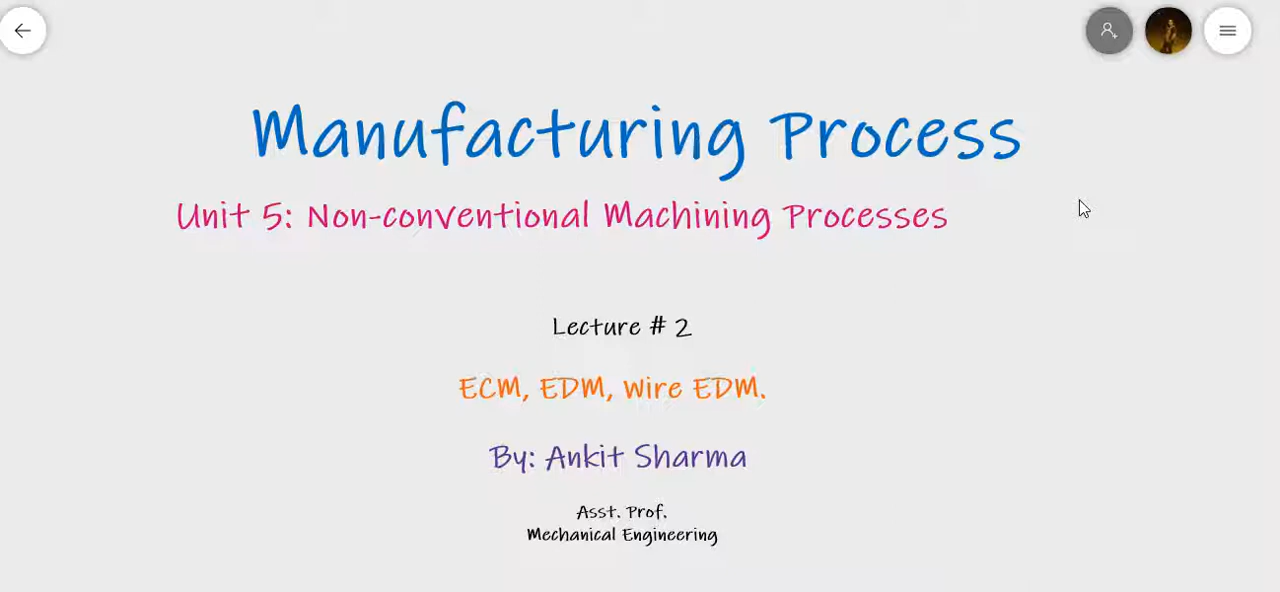 Manufacturing Process
Unit 5: Non-conventional Machining Processes
Lecture # 2
ECM, EDM, Wire EDM.
By: Ankit Sharma
Asst. Prof.
Mechanical Engineering